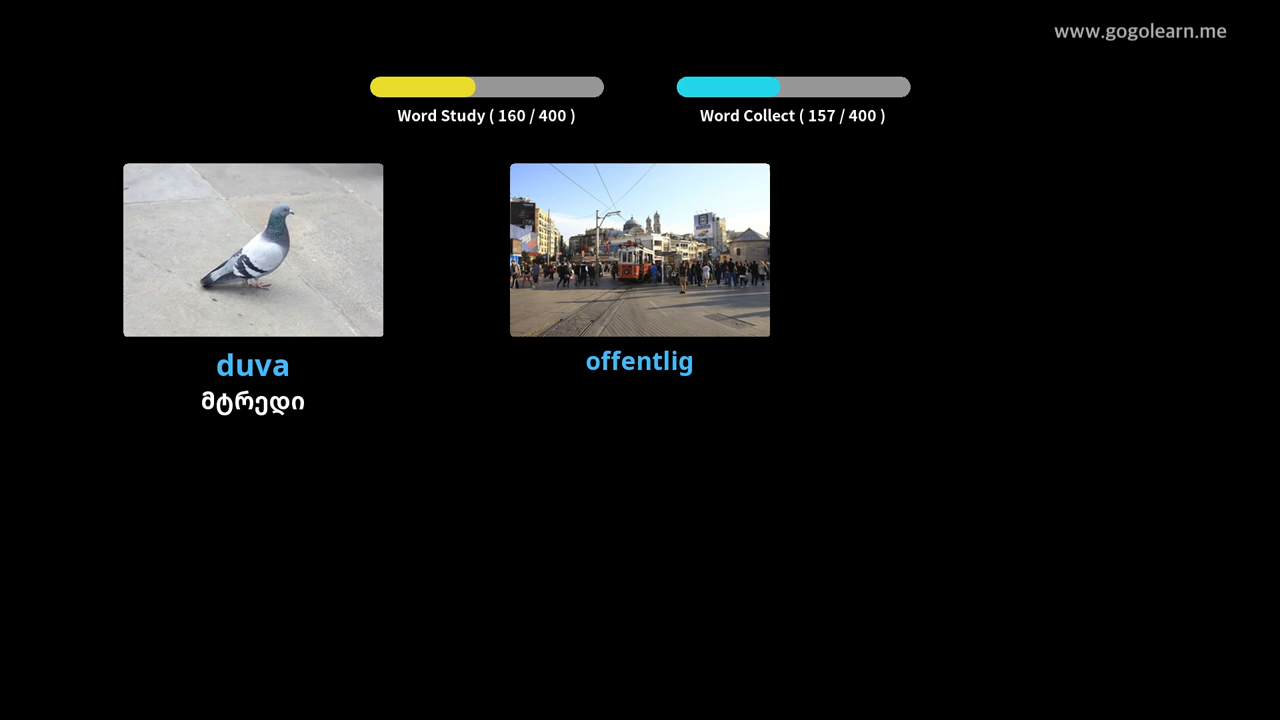 www.gogolearn.me
Word Study ( 160 / 400 )
Word Collect ( 157 / 400 )
duva
offentlig
მტრედი